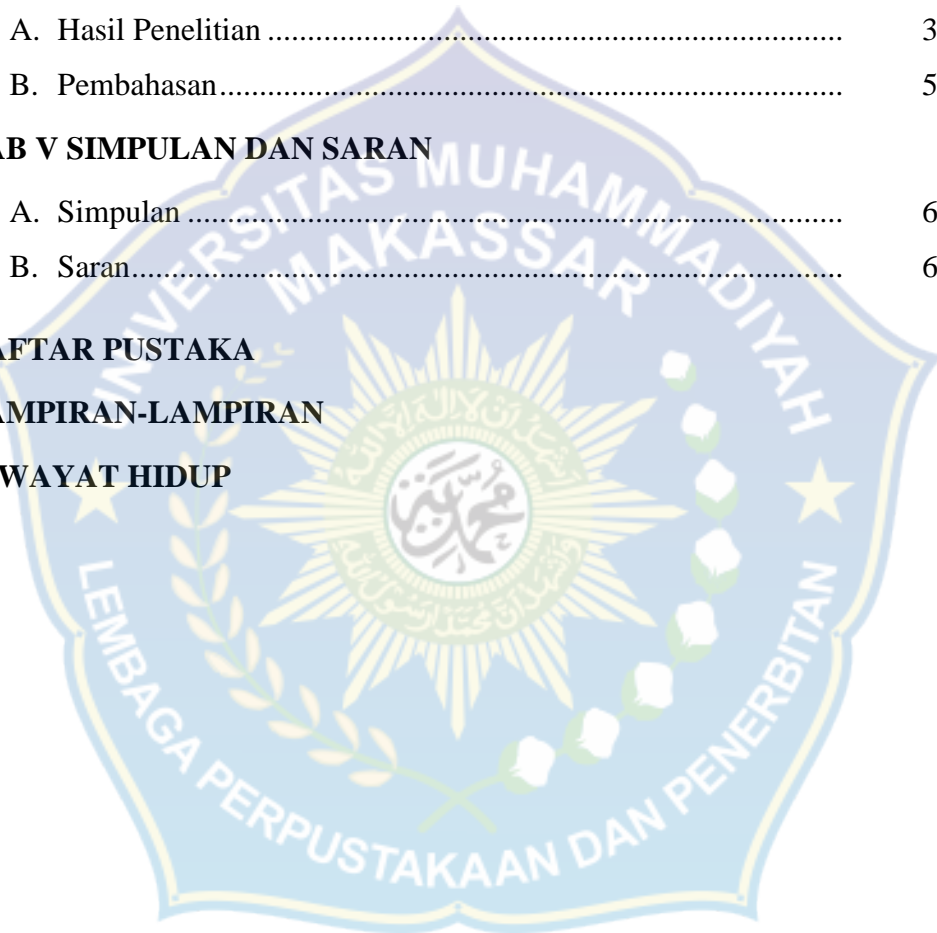 A. Hasil Penelitian ........................................................................ 3
B. Pembahasan.............................................................................. 5
AB V SIMPULAN DAN SARAN
A. Simpulan .................................................................................. 6
B. Saran......................................................................................... 6
AFTAR PUSTAKA
AMPIRAN-LAMPIRAN
WAYAT HIDUP
UNIVERSITAS MUHAMMADIYAH
MAKASSAR
LEMBAGA PERPUSTAKAAN DAN PENERBITAN